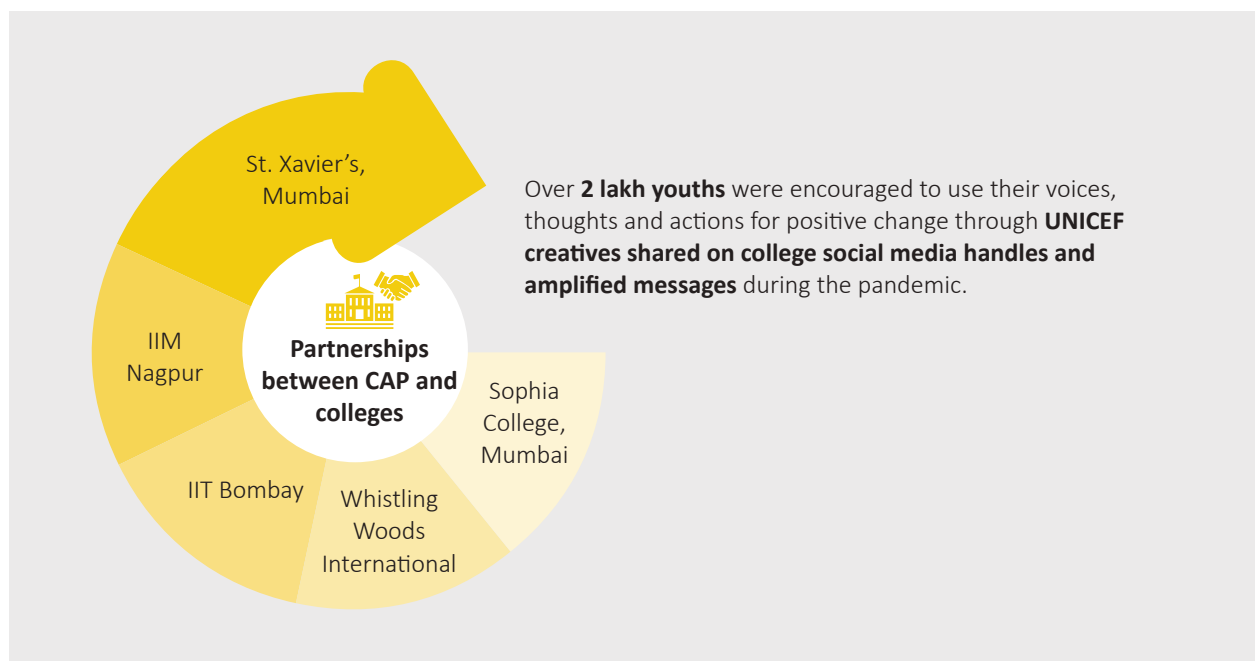 St. Xavier’s,
Mumbai
IIM
Nagpur
IIT Bombay
Whistling
Woods
International
Sophia
College,
Mumbai
Partnerships
between CAP and
colleges
Over 2 lakh youths were encouraged to use their voices,
thoughts and actions for positive change through UNICEF
creatives shared on college social media handles and
amplified messages during the pandemic.